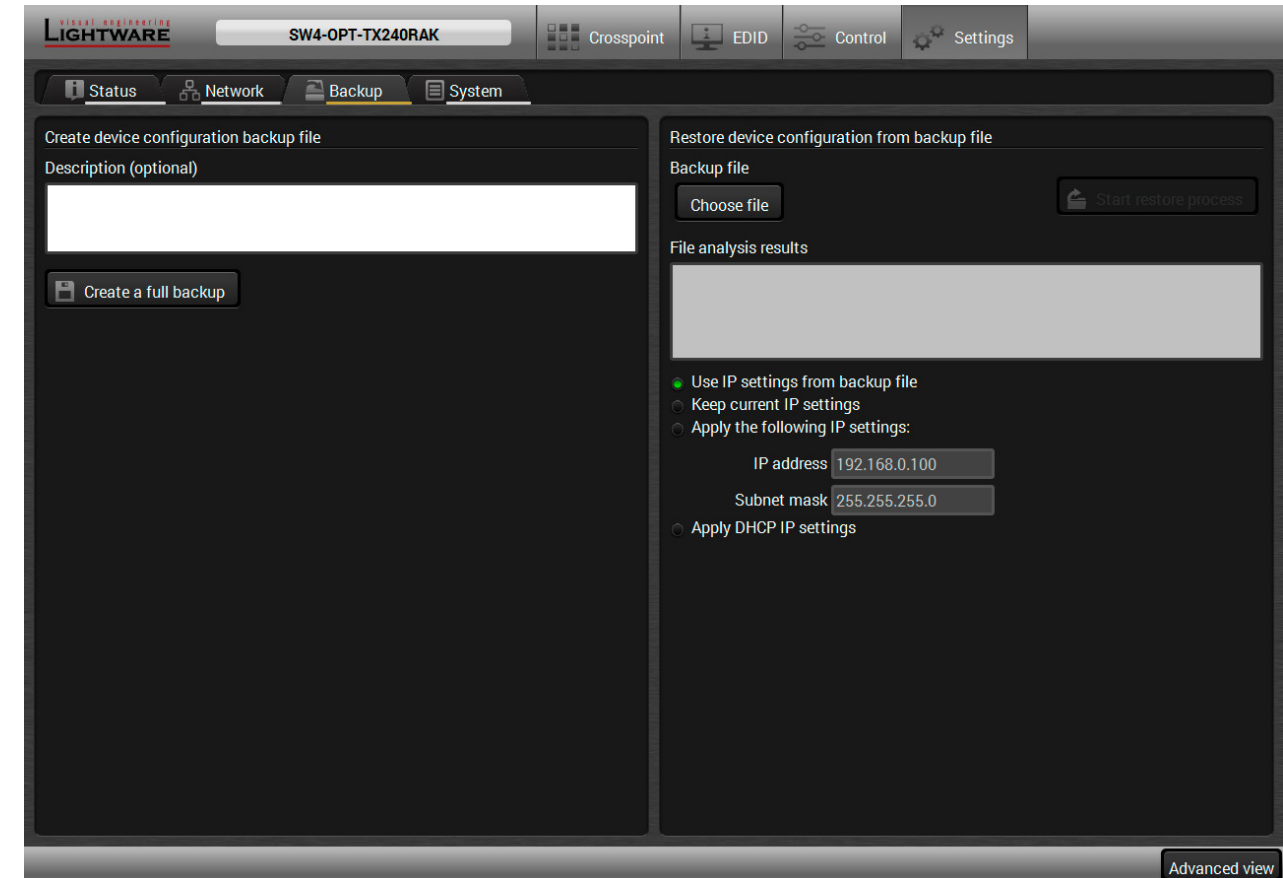 visual engineering
LIGHTWARE
SW4-OPT-TX240RAK
Crosspoint
EDID
Control
Settings
Status
Network
Backup
System
Create device configuration backup file
Description (optional)
Create a full backup
Restore device configuration from backup file
Backup file
Choose file
Start restore process
File analysis results
Use IP settings from backup file
Keep current IP settings
Apply the following IP settings:
IP address 192.168.0.100
Subnet mask 255.255.255.0
Apply DHCP IP settings
Advanced view